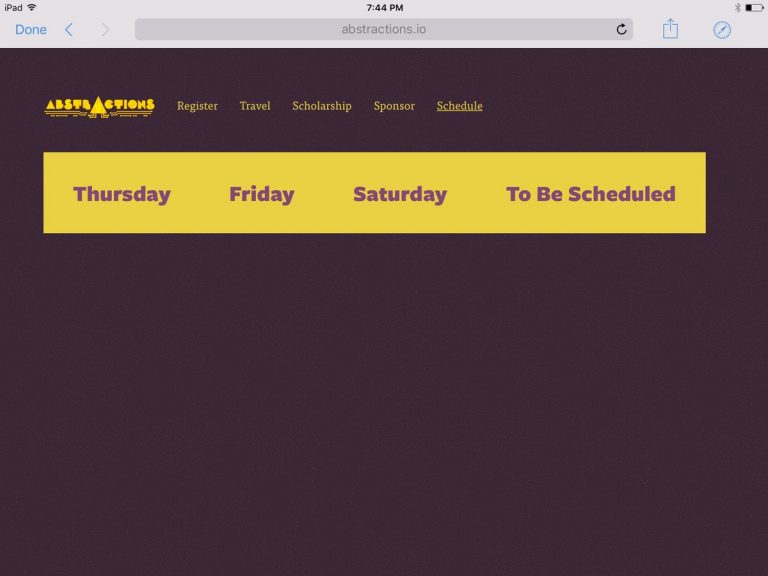 iPad 7:44 PM
Done abstractions.io
ABSTRACTIONS Register Travel Scholarship Sponsor Schedule
Thursday Friday Saturday To Be Scheduled